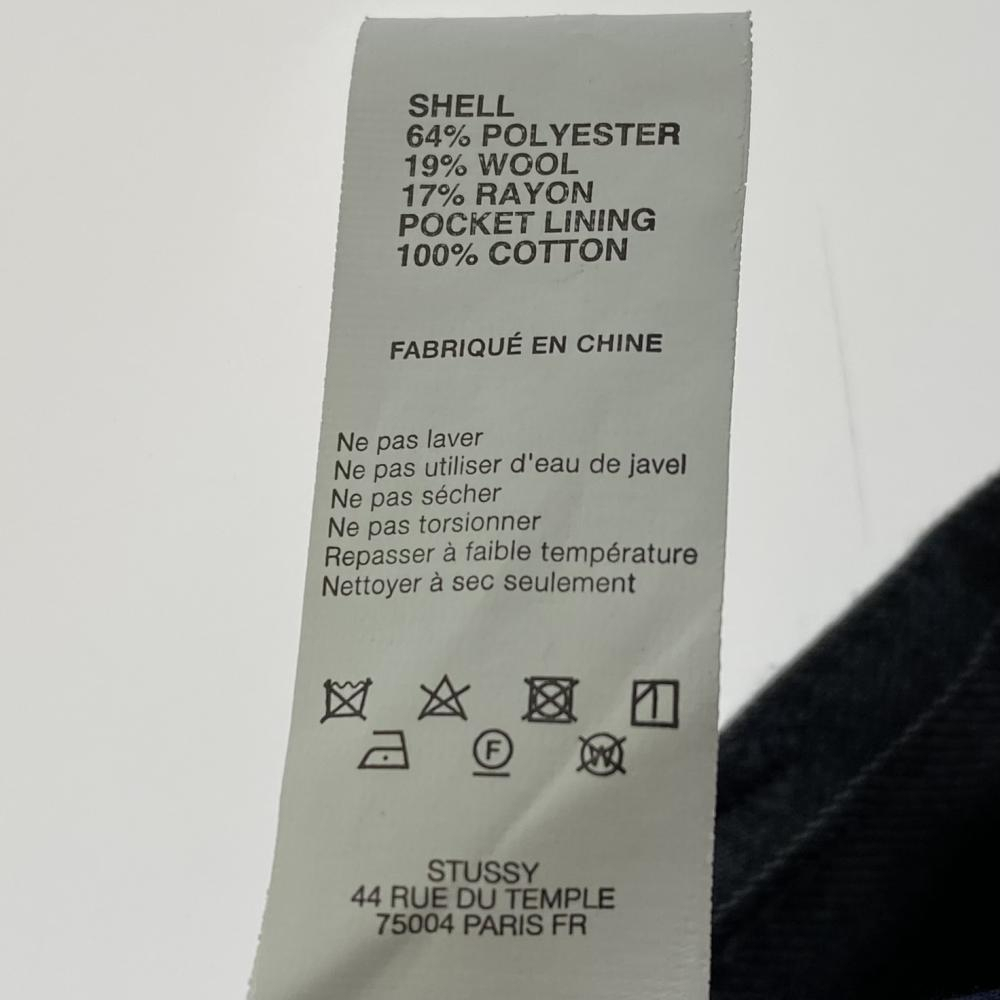 SHELL
64% POLYESTER
19% WOOL
17% RAYON
POCKET LINING
100% COTTON
FABRIQUÉ EN CHINE
Ne pas laver
Ne pas utiliser d'eau de javel
Ne pas sécher
Ne pas torsionner
Repasser à faible température
Nettoyer à sec seulement
F W
STUSSY
44 RUE DU TEMPLE
75004 PARIS FR